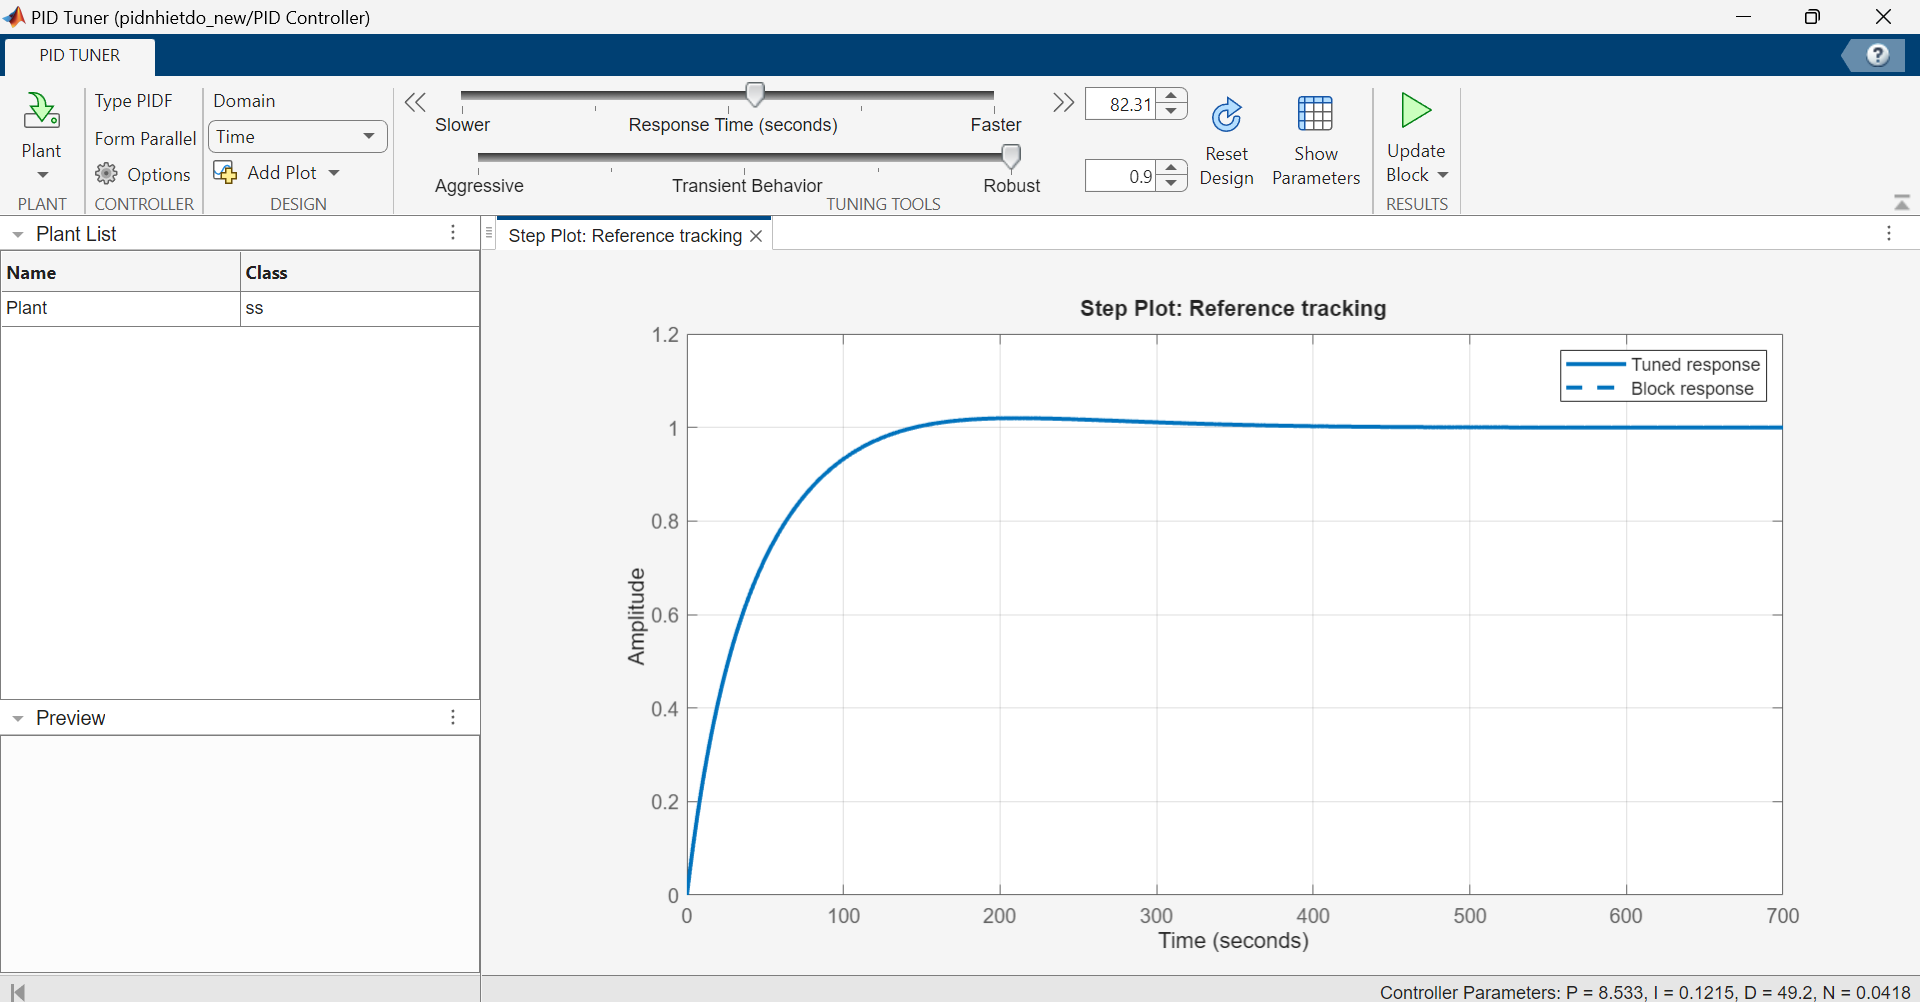 PID Tuner (pidnhietdo_new/PID Controller)
PID TUNER
?
Plant
PLANT
Type PIDF
Form Parallel
Options
CONTROLLER
Domain
Time
Add Plot
DESIGN
Slower
Response Time (seconds)
Faster
82.31
Aggressive
Transient Behavior
Robust
0.9
Reset
Design
Show
Parameters
TUNING TOOLS
Update
Block
RESULTS
Plant List
Name Class
Plant ss
Preview
Step Plot: Reference tracking
Step Plot: Reference tracking
Tuned response
Block response
1.2
1
0.8
0.6
0.4
0.2
0
Amplitude
0 100 200 300 400 500 600 700
Time (seconds)
Controller Parameters: P = 8.533, I = 0.1215, D = 49.2, N = 0.0418